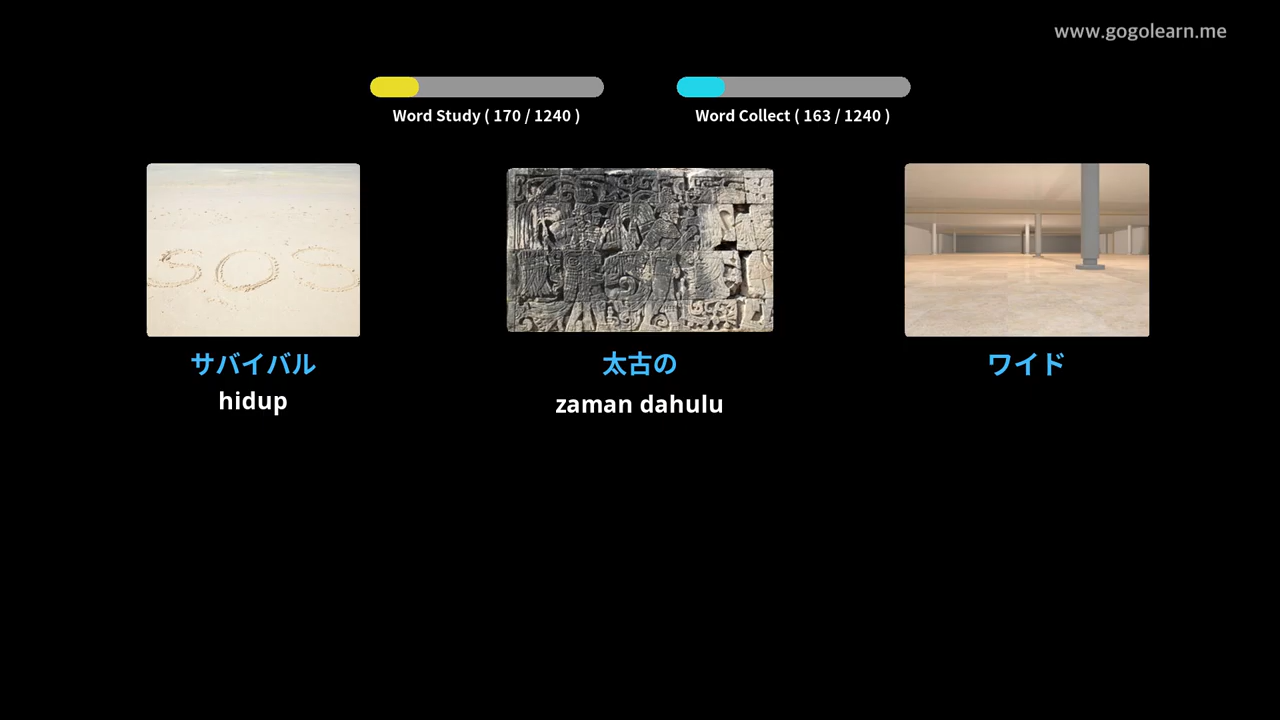 www.gogolearn.me
Word Study ( 170 / 1240 )
Word Collect ( 163 / 1240 )
SOS
サバイバル
太古の
ワイド
hidup
zaman dahulu